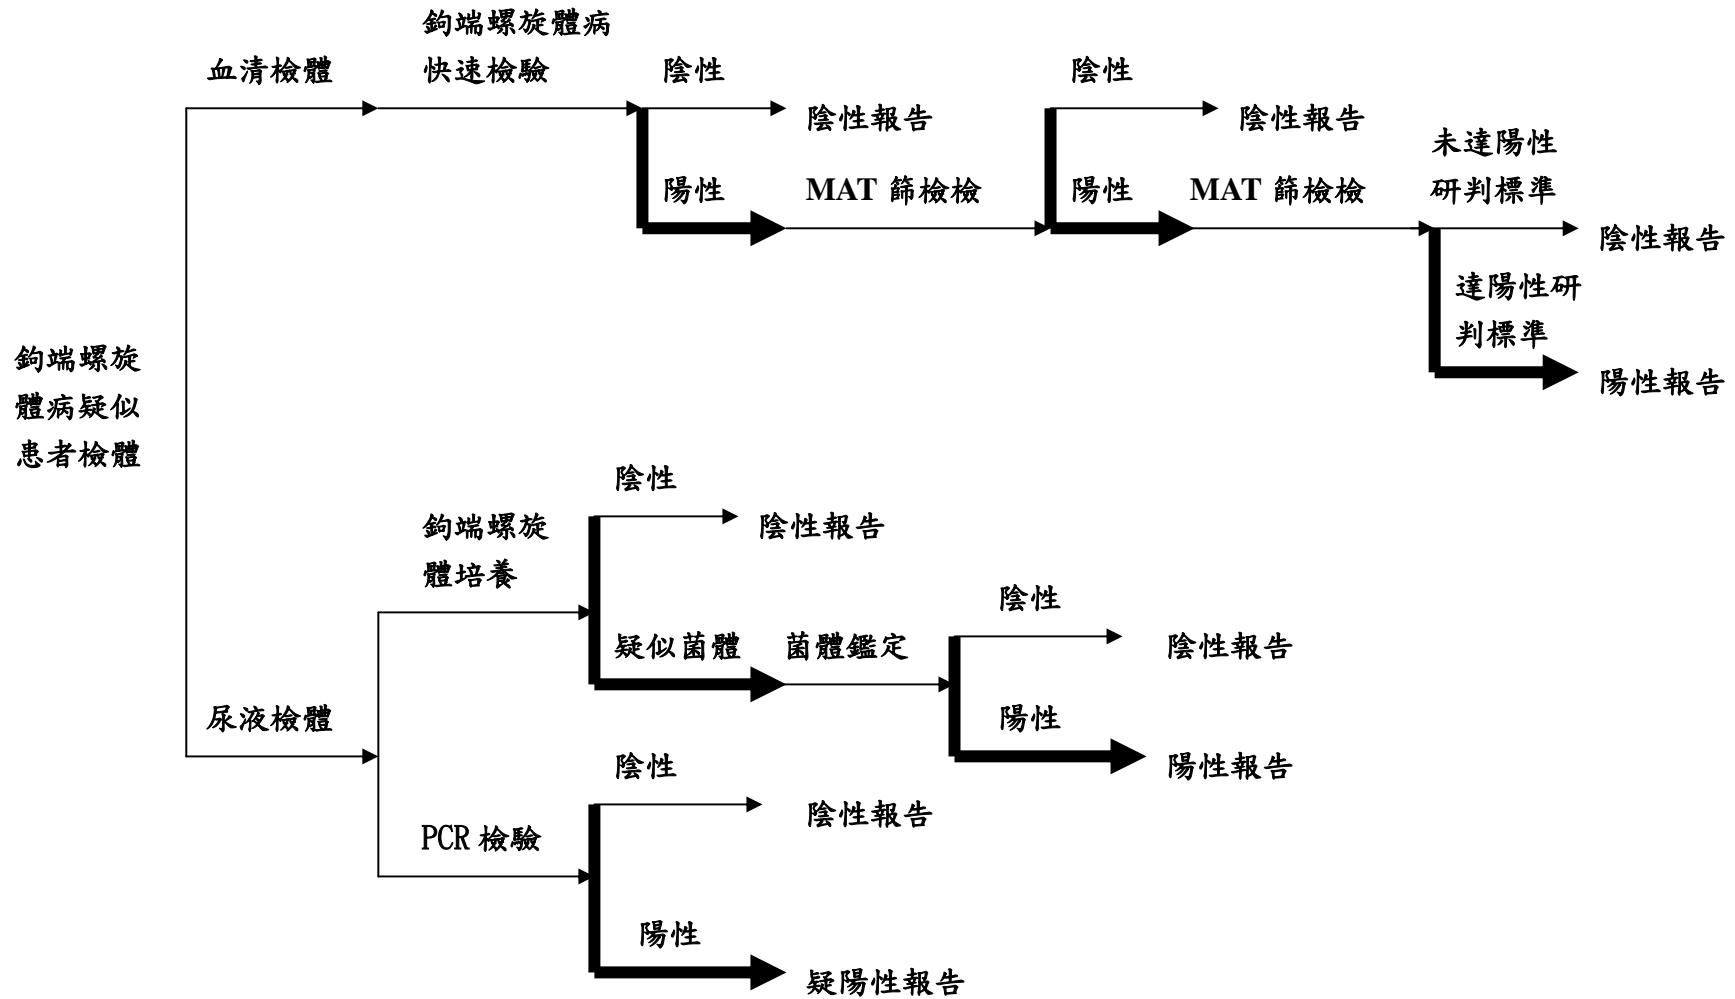 鉤端螺旋體病
快速檢驗
血清檢體
陰性
陰性
陰性報告
陰性報告
未達陽性
研判標準
陽性
MAT 篩檢檢
陽性
MAT 篩檢檢
陰性報告
達陽性研
判標準
陽性報告
鉤端螺旋
體病疑似
患者檢體
陰性
鉤端螺旋
體培養
陰性報告
陰性
疑似菌體
菌體鑑定
陰性報告
尿液檢體
陽性
陽性報告
陰性
陰性報告
PCR 檢驗
陽性
疑陽性報告